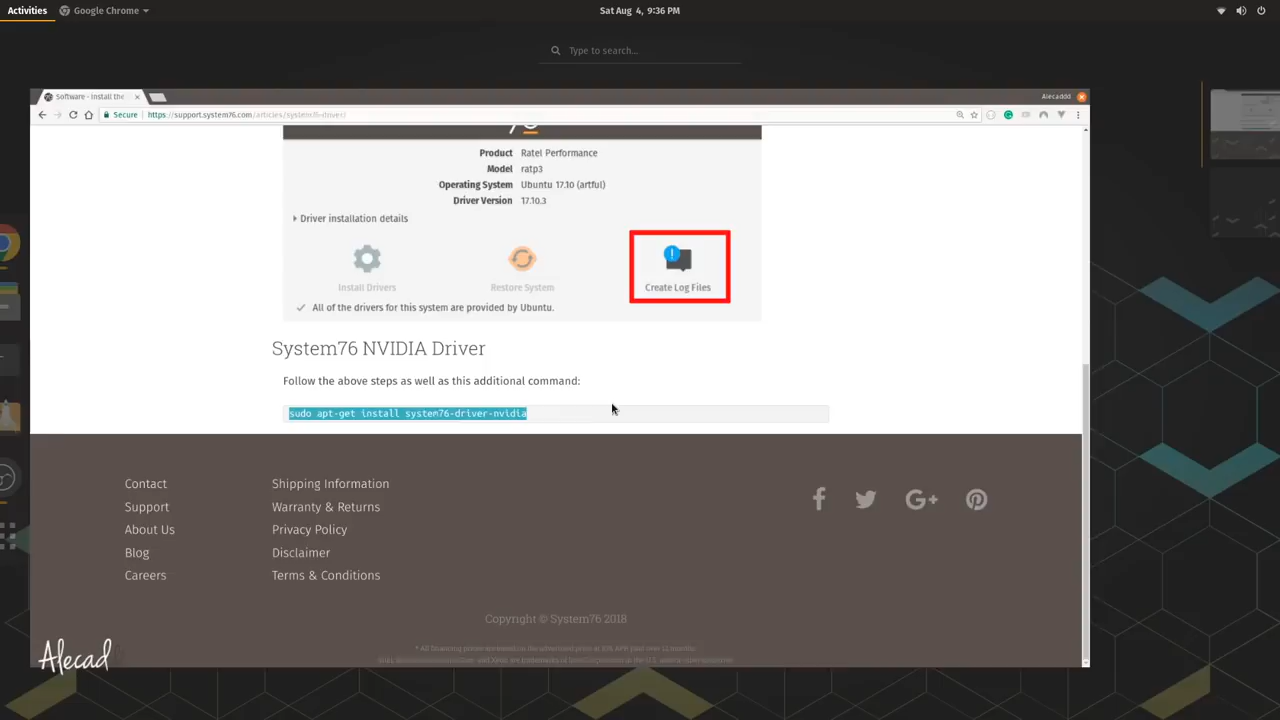 Activities Google Chrome Sat Aug 4, 9:36 PM
Type to search...
Software - Install the Alecaddd
Secure https://support.system76.com/articles/system76-driver/
Product Ratel Performance
Model ratp3
Operating System Ubuntu 17.10 (artful)
Driver Version 17.10.3
Driver installation details
Install Drivers Restore System Create Log Files
All of the drivers for this system are provided by Ubuntu.
System76 NVIDIA Driver
Follow the above steps as well as this additional command:
sudo apt-get install system76-driver-nvidia
Contact Shipping Information
Support Warranty & Returns
About Us Privacy Policy
Blog Disclaimer
Careers Terms & Conditions
Copyright © System76 2018
Alecad